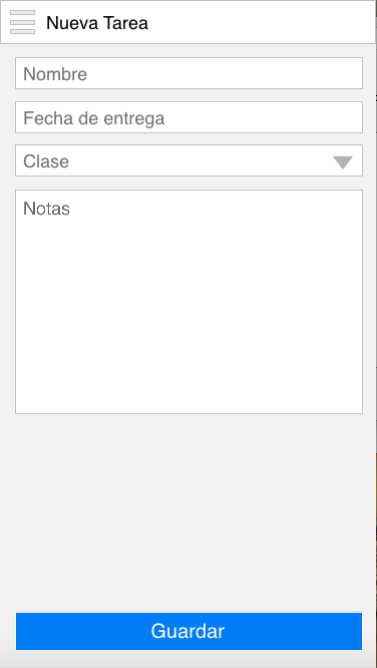 Nueva Tarea
Nombre
Fecha de entrega
Clase
Notas
Guardar